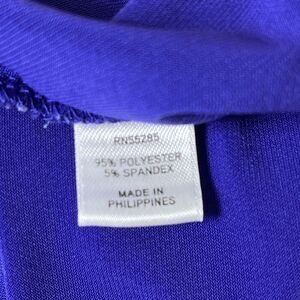 RN55285
95% POLYESTER
5% SPANDEX
MADE IN
PHILIPPINES